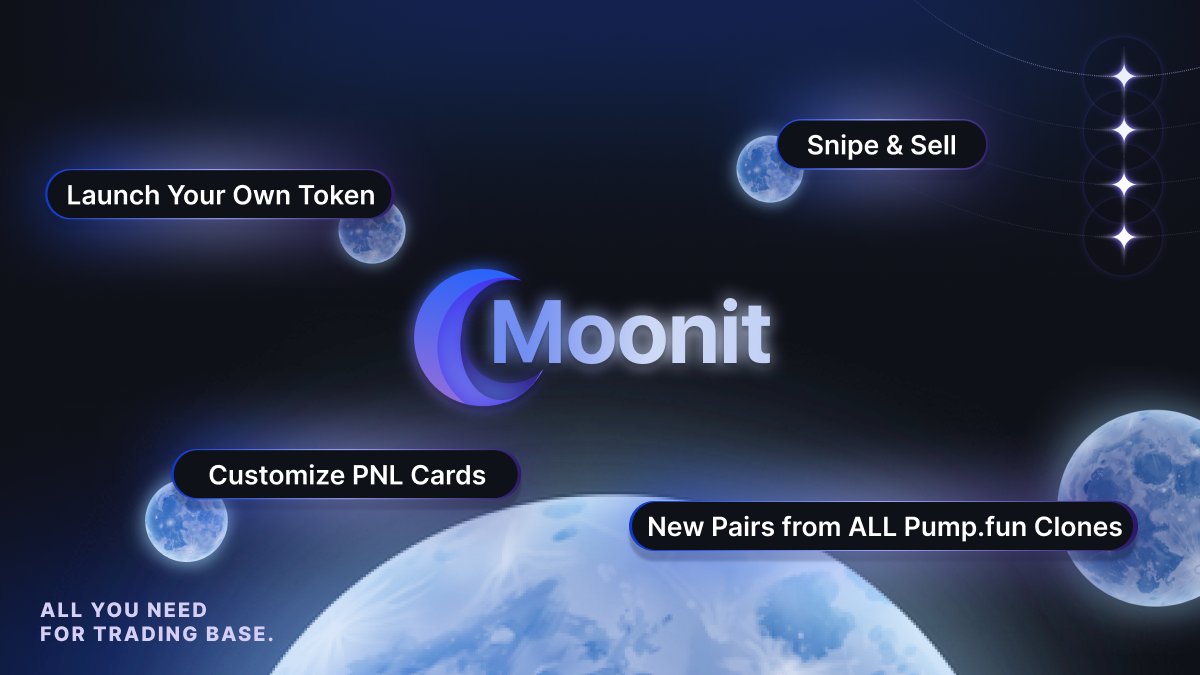 Launch Your Own Token
Snipe & Sell
Moonit
Customize PNL Cards
New Pairs from ALL Pump.fun Clones
ALL YOU NEED
FOR TRADING BASE.